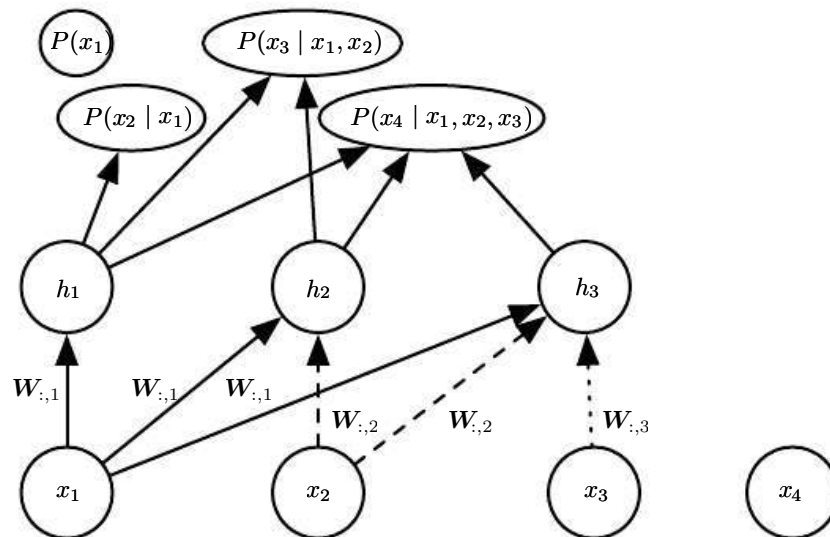 P(x₁)
P(x₃ | x₁, x₂)
P(x₂ | x₁)
P(x₄ | x₁, x₂, x₃)
h₁
h₂
h₃
W:,1
W:,1
W:,1
W:,2
W:,2
W:,3
x₁
x₂
x₃
x₄